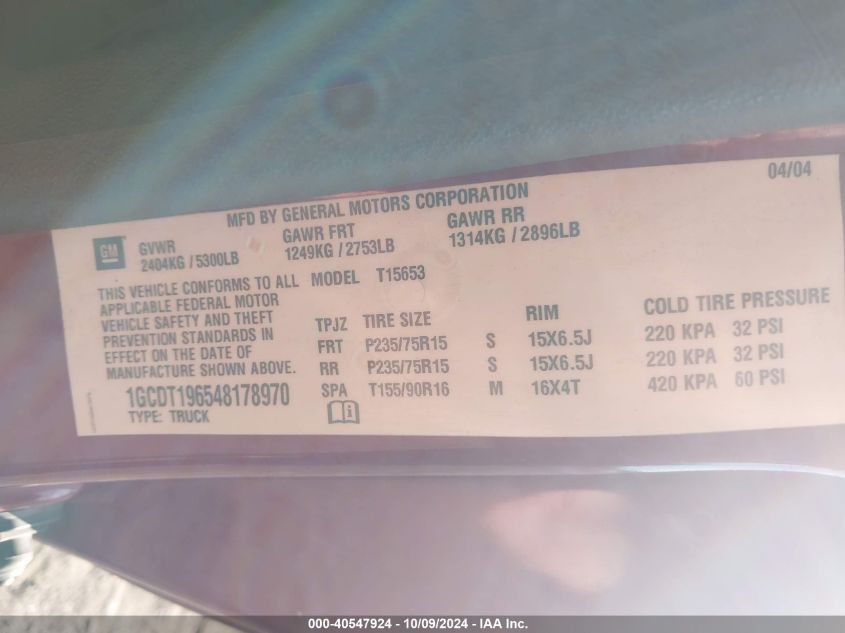 04/04
MFD BY GENERAL MOTORS CORPORATION
GM
GVWR GAWR FRT GAWR RR
2404KG / 5300LB 1249KG / 2753LB 1314KG / 2896LB
THIS VEHICLE CONFORMS TO ALL
APPLICABLE FEDERAL MOTOR
VEHICLE SAFETY AND THEFT
PREVENTION STANDARDS IN
EFFECT ON THE DATE OF
MANUFACTURE SHOWN ABOVE.
1GCDT196548178970
TYPE: TRUCK
MODEL T15653
TPJZ TIRE SIZE RIM COLD TIRE PRESSURE
FRT P235/75R15 S 15X6.5J 220 KPA 32 PSI
RR P235/75R15 S 15X6.5J 220 KPA 32 PSI
SPA T155/90R16 M 16X4T 420 KPA 60 PSI
000-40547924 - 10/09/2024 - IAA Inc.